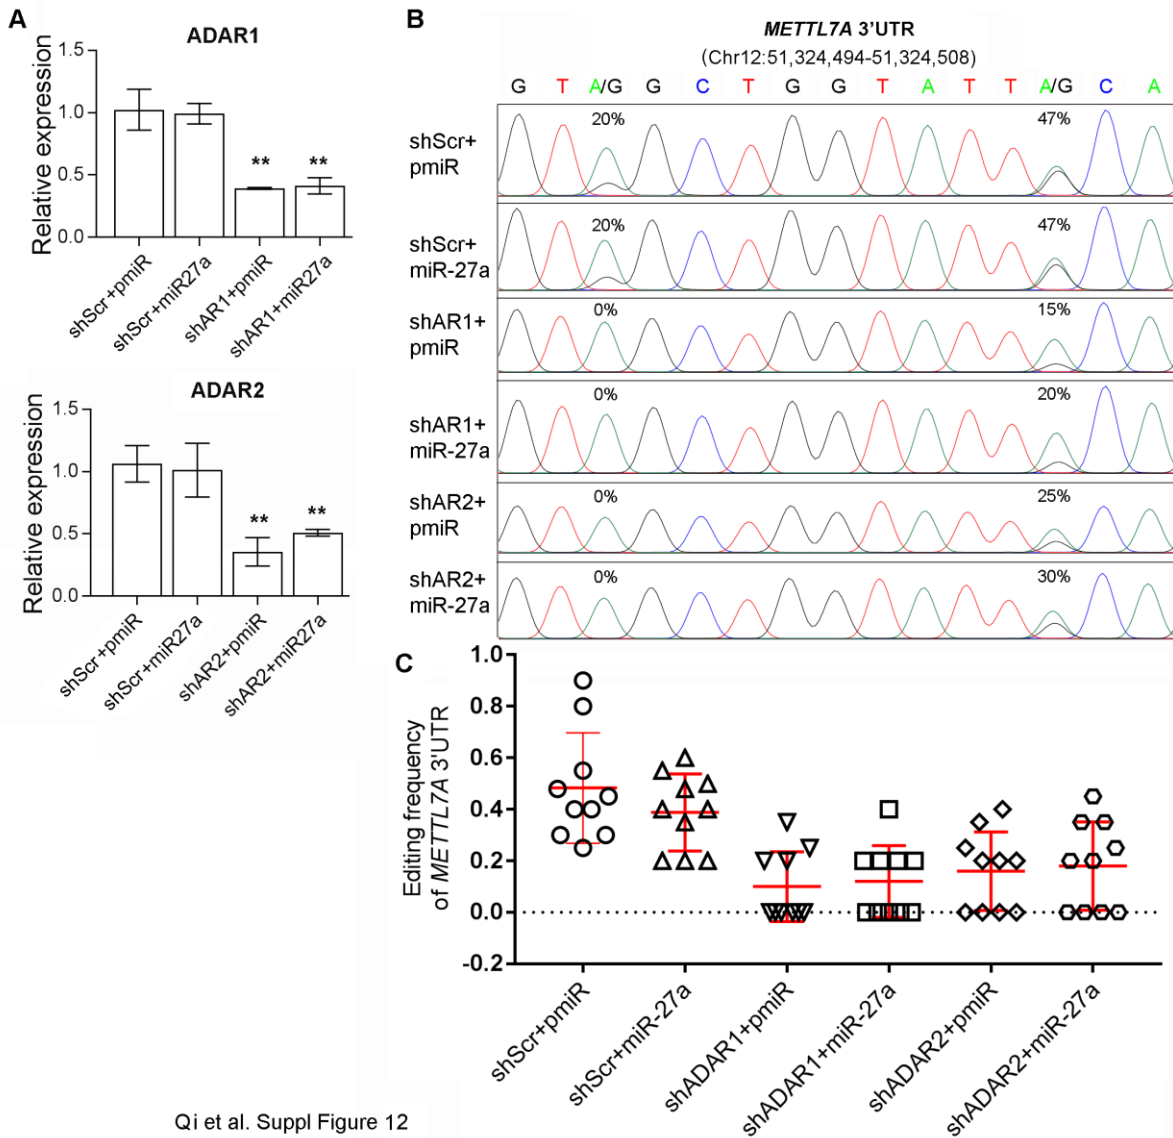 A
ADAR1
Relative expression
1.5
1.0
0.5
0.0
**
**
shScr+pmiR
shScr+miR27a
shAR1+pmiR
shAR1+miR27a
ADAR2
Relative expression
1.5
1.0
0.5
0.0
**
**
shScr+pmiR
shScr+miR27a
shAR2+pmiR
shAR2+miR27a
B
METTL7A 3'UTR
(Chr12:51,324,494-51,324,508)
G T A/G G C T G G T A T T A/G C A
shScr+
pmiR
20% 47%
shScr+
miR-27a
20% 47%
shAR1+
pmiR
0% 15%
shAR1+
miR-27a
0% 20%
shAR2+
pmiR
0% 25%
shAR2+
miR-27a
0% 30%
C
Editing frequency
of METTL7A 3'UTR
1.0
0.8
0.6
0.4
0.2
0.0
-0.2
shScr+pmiR
shScr+miR-27a
shADAR1+pmiR
shADAR1+miR-27a
shADAR2+pmiR
shADAR2+miR-27a
Qi et al. Suppl Figure 12